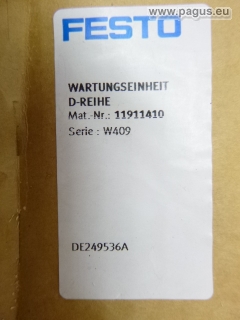 © www.pagus.eu
FESTO
WARTUNGSEINHEIT
D-REIHE
Mat.-Nr.: 11911410
Serie : W409
DE249536A